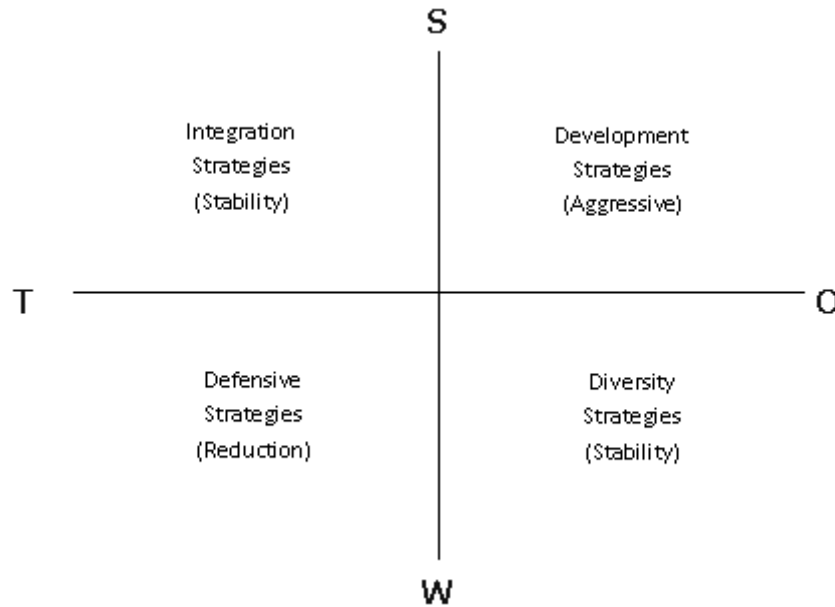 S
Integration
Strategies
(Stability)
Development
Strategies
(Aggressive)
T
O
Defensive
Strategies
(Reduction)
Diversity
Strategies
(Stability)
W